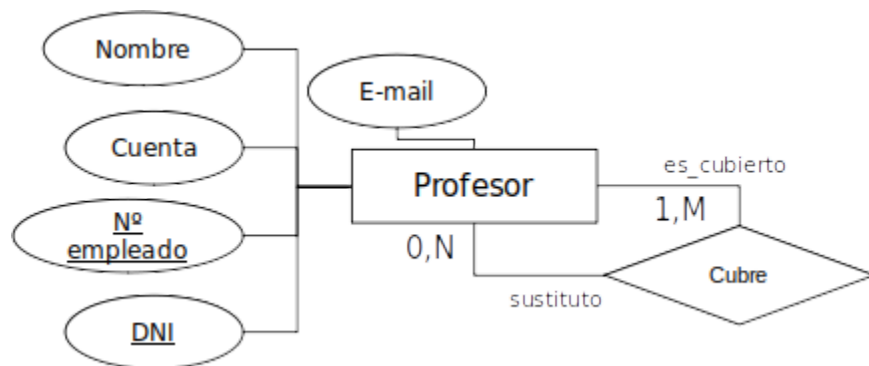 Nombre
E-mail
Cuenta
Profesor
es_cubierto
1,M
Nº
empleado
0,N
Cubre
sustituto
DNI